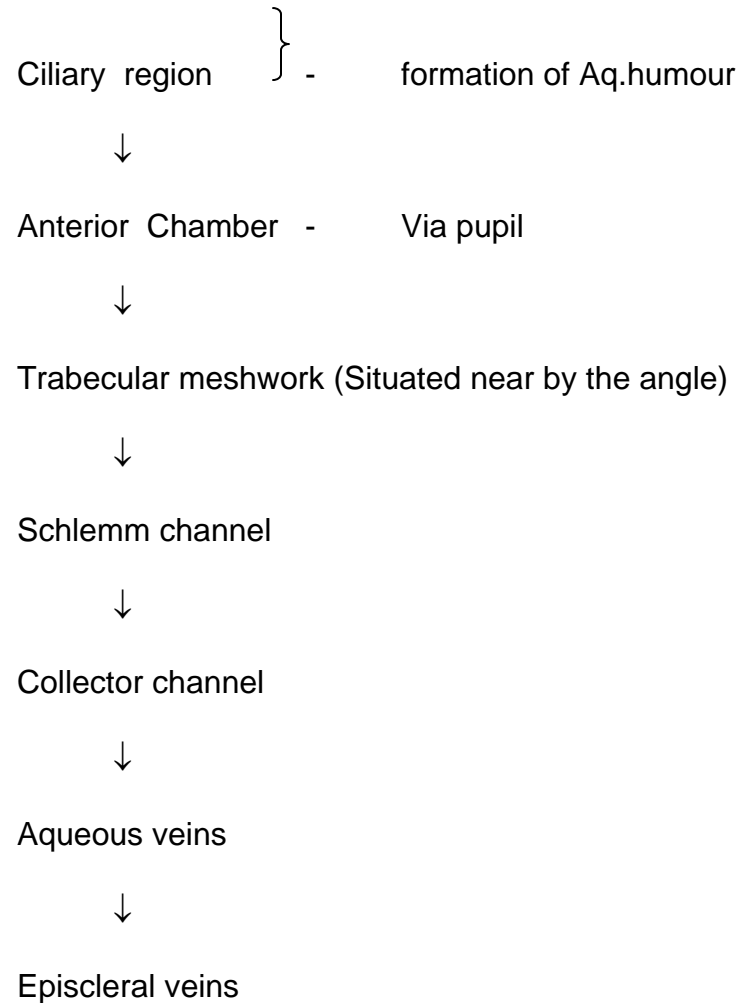 Ciliary region } - formation of Aq.humour
↓
Anterior Chamber - Via pupil
↓
Trabecular meshwork (Situated near by the angle)
↓
Schlemm channel
↓
Collector channel
↓
Aqueous veins
↓
Episcleral veins